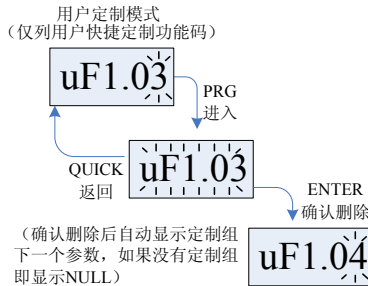 用户定制模式
（仅列用户快捷定制功能码）
uF1.03
PRG
进入
uF1.03
QUICK
返回
ENTER
确认删除
（确认删除后自动显示定制组
下一个参数，如果没有定制组
即显示NULL）
uF1.04